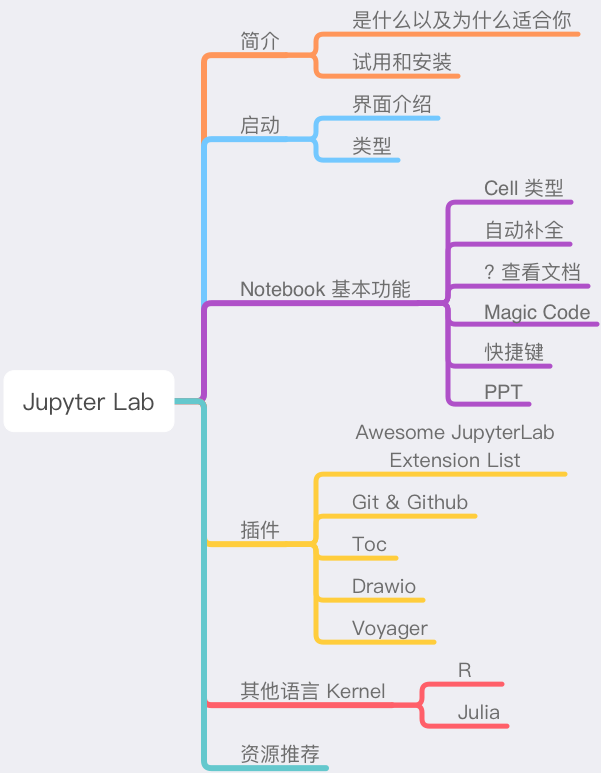 Jupyter Lab
简介
是什么以及为什么适合你
试用和安装
启动
界面介绍
类型
Notebook 基本功能
Cell 类型
自动补全
? 查看文档
Magic Code
快捷键
PPT
插件
Awesome JupyterLab
Extension List
Git & Github
Toc
Drawio
Voyager
其他语言 Kernel
R
Julia
资源推荐